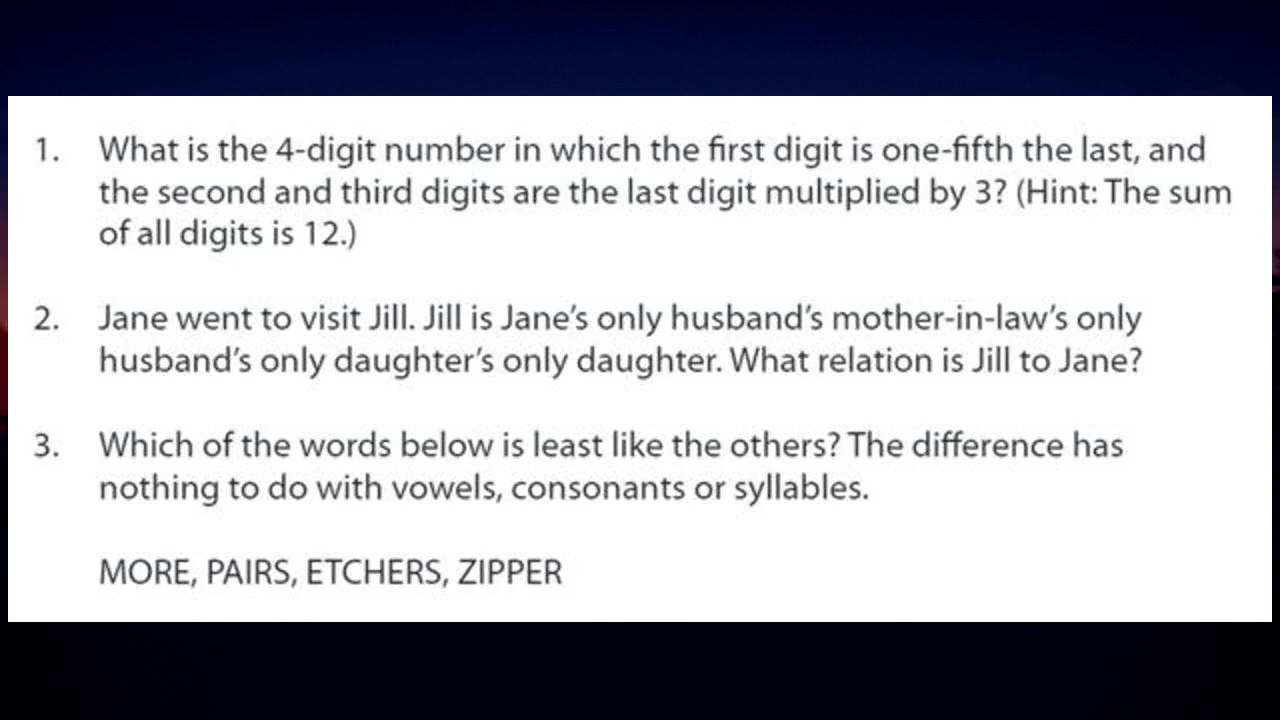 1. What is the 4-digit number in which the first digit is one-fifth the last, and
the second and third digits are the last digit multiplied by 3? (Hint: The sum
of all digits is 12.)
2. Jane went to visit Jill. Jill is Jane’s only husband’s mother-in-law’s only
husband’s only daughter’s only daughter. What relation is Jill to Jane?
3. Which of the words below is least like the others? The difference has
nothing to do with vowels, consonants or syllables.
MORE, PAIRS, ETCHERS, ZIPPER